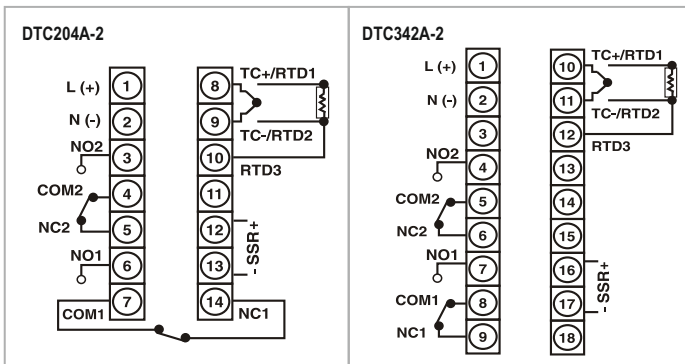 DTC204A-2
L (+)
N (-)
NO2
COM2
NC2
NO1
COM1
1
2
3
4
5
6
7
8
9
10
11
12
13
14
TC+/RTD1
TC-/RTD2
RTD3
- SSR+
NC1
DTC342A-2
L (+)
N (-)
NO2
COM2
NC2
NO1
COM1
NC1
1
2
3
4
5
6
7
8
9
10
11
12
13
14
15
16
17
18
TC+/RTD1
TC-/RTD2
RTD3
- SSR+